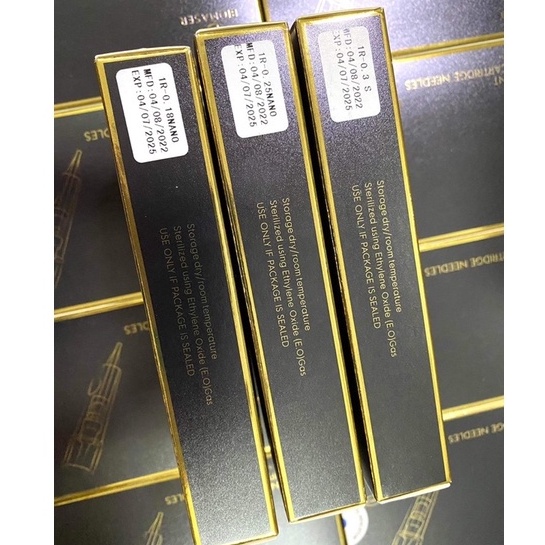 1R-0.18NANO
MFD:04/08/2022
EXP:04/07/2025
Storage dry/room temperature
Sterilized using Ethylene Oxide (E.O)Gas
USE ONLY IF PACKAGE IS SEALED
1R-0.25NANO
MFD:04/08/2022
EXP:04/07/2025
Storage dry/room temperature
Sterilized using Ethylene Oxide (E.O)Gas
USE ONLY IF PACKAGE IS SEALED
1R-0.3 S
MFD:04/08/2022
EXP:04/07/2025
Storage dry/room temperature
Sterilized using Ethylene Oxide (E.O)Gas
USE ONLY IF PACKAGE IS SEALED
BIOMASER
CARTRIDGE NEEDLES
NEEDLES
CARTRIDGE NEEDLES